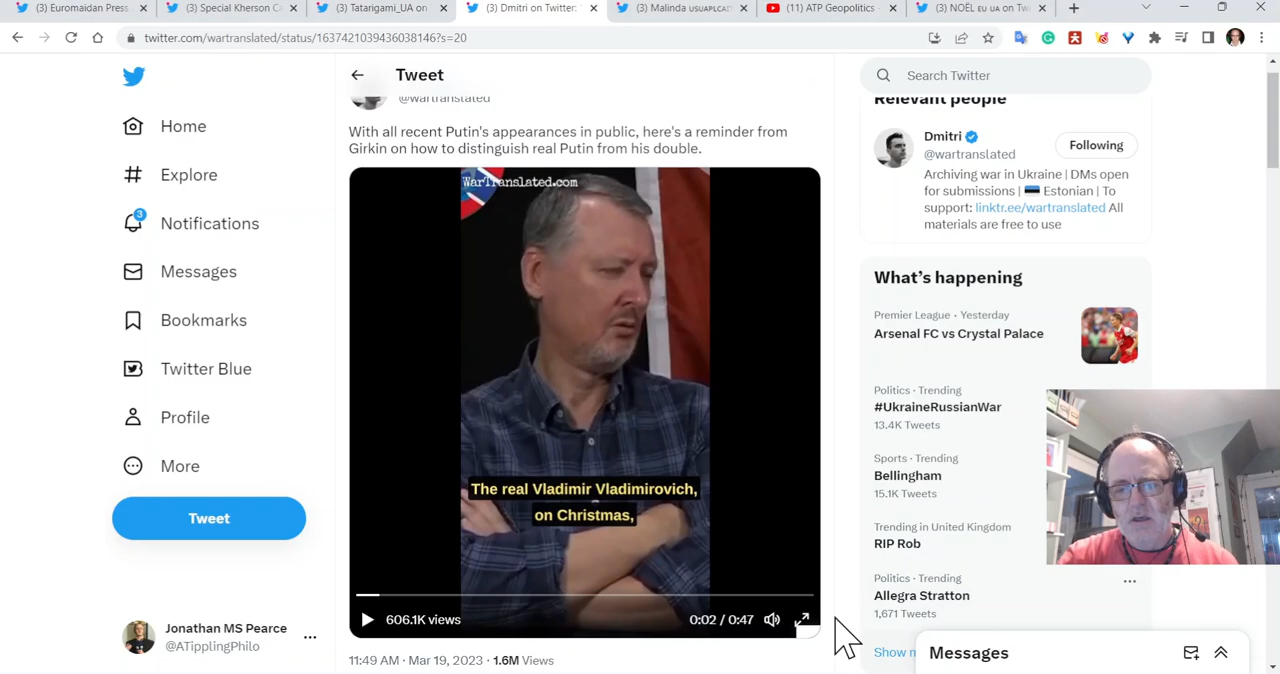 (3) Euromaidan Press
(3) Special Kherson C
(3) Tatarigami_UA or
(3) Dmitri on Twitter:
(3) Malinda
(11) ATP Geopolitics -
(3) NOËL EU UA on Tw
twitter.com/wartranslated/status/1637421039436038146?s=20
Home
Explore
3
Notifications
Messages
Bookmarks
Twitter Blue
Profile
More
Tweet
Jonathan MS Pearce
@ATipplingPhilo
Tweet
@wartranslated
With all recent Putin's appearances in public, here's a reminder from
Girkin on how to distinguish real Putin from his double.
WarTranslated.com
The real Vladimir Vladimirovich,
on Christmas,
606.1K views
0:02 / 0:47
11:49 AM · Mar 19, 2023 · 1.6M Views
Search Twitter
Relevant people
Dmitri
@wartranslated
Following
Archiving war in Ukraine | DMs open
for submissions | Estonian | To
support: linktr.ee/wartranslated All
materials are free to use
What's happening
Premier League · Yesterday
Arsenal FC vs Crystal Palace
Politics · Trending
#UkraineRussianWar
13.4K Tweets
Sports · Trending
Bellingham
15.1K Tweets
Trending in United Kingdom
RIP Rob
Politics · Trending
Allegra Stratton
1,671 Tweets
Show
Messages